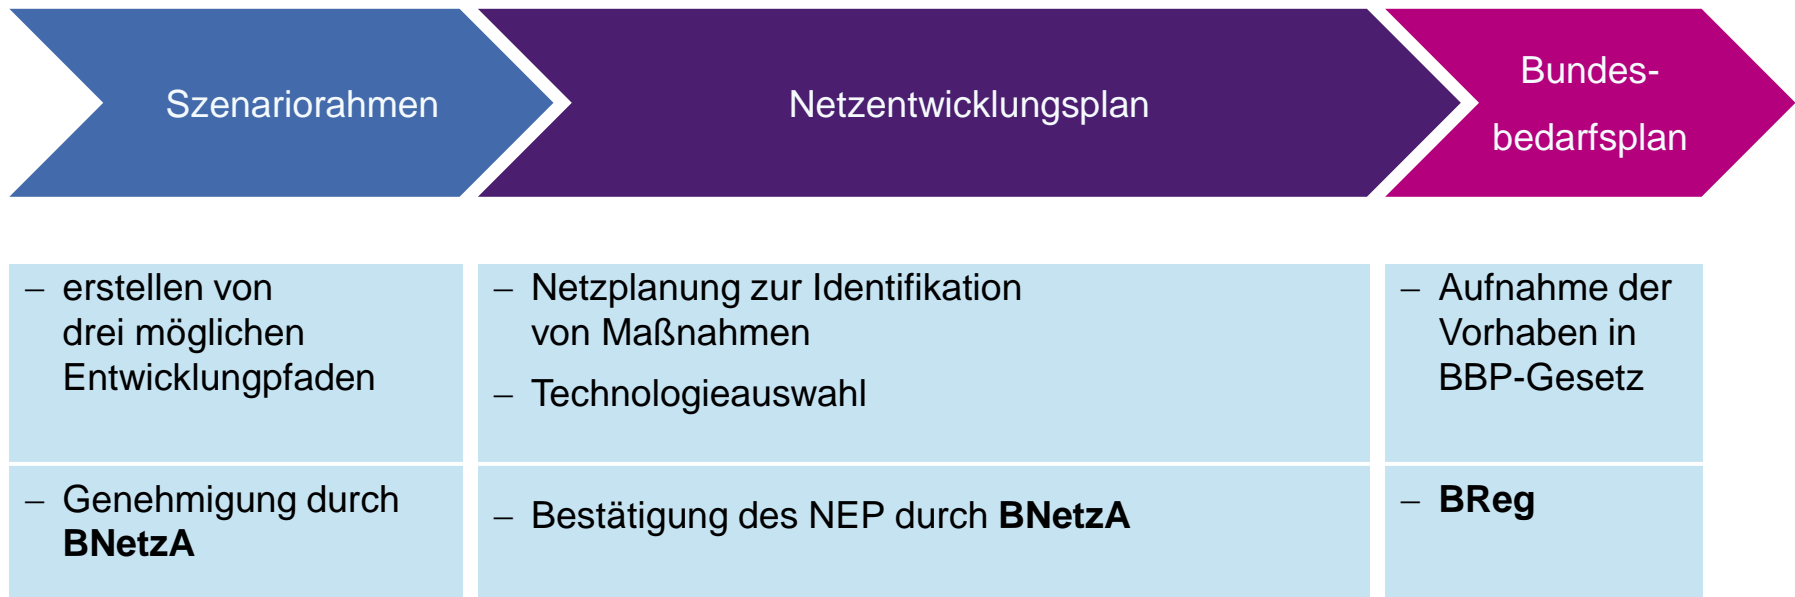 Szenariorahmen
Netzentwicklungsplan
Bundes-
bedarfsplan
– erstellen von
drei möglichen
Entwicklungpfaden
– Netzplanung zur Identifikation
von Maßnahmen
– Technologieauswahl
– Aufnahme der
Vorhaben in
BBP-Gesetz
– Genehmigung durch
BNetzA
– Bestätigung des NEP durch BNetzA
– BReg